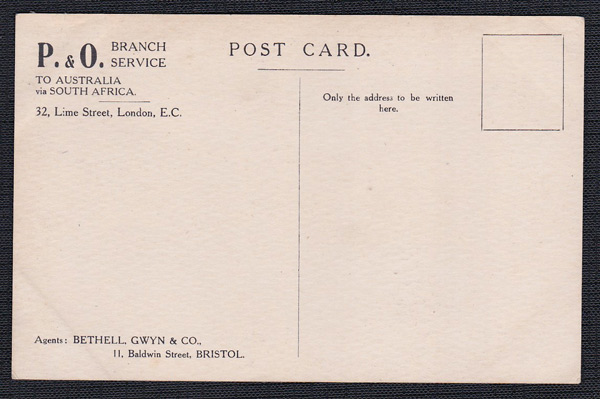 P. & O. BRANCH SERVICE
TO AUSTRALIA
via SOUTH AFRICA.
32, Lime Street, London, E.C.
POST CARD.
Only the address to be written
here.
Agents: BETHELL, GWYN & CO.,
11, Baldwin Street, BRISTOL.